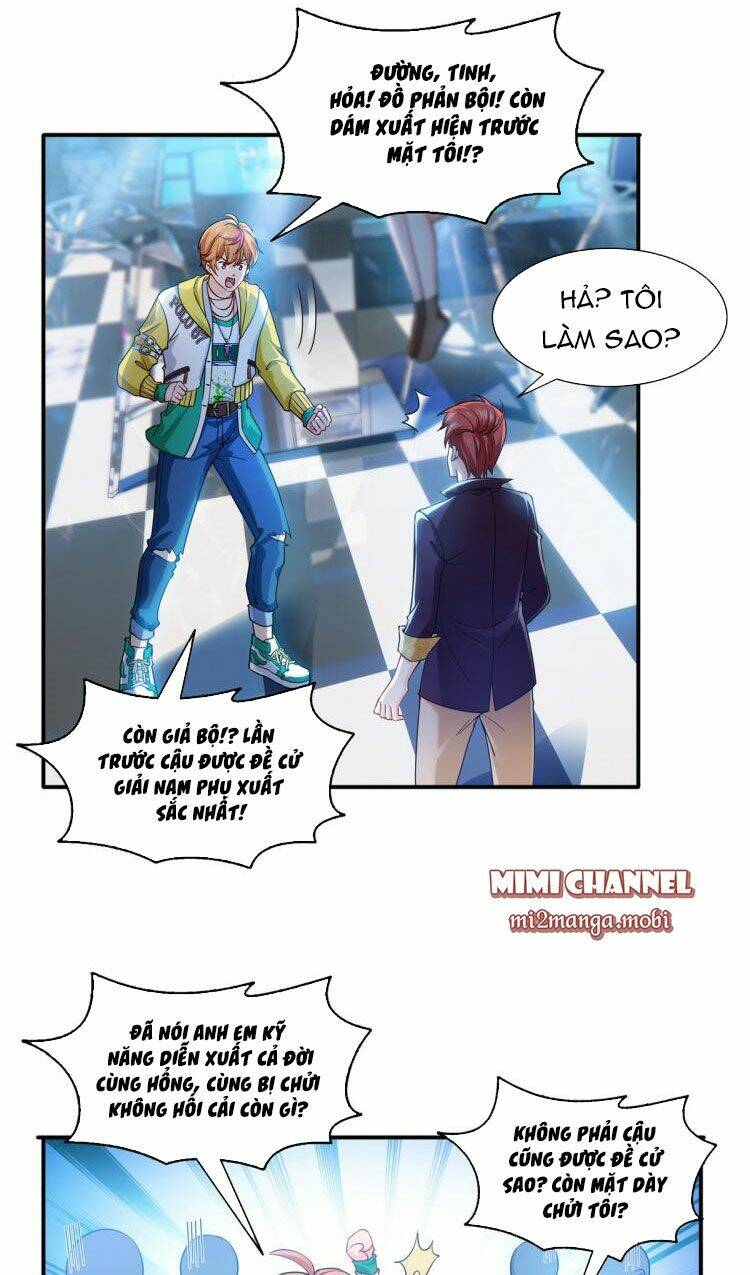 ĐƯỜNG, TINH,
HỎA! ĐỒ PHẢN BỘI! CÒN
DÁM XUẤT HIỆN TRƯỚC
MẶT TÔI!?
HẢ? TÔI
LÀM SAO?
POLU 67
CÒN GIẢ BỘ!? LẦN
TRƯỚC CẬU ĐƯỢC ĐỀ CỬ
GIẢI NAM PHỤ XUẤT
SẮC NHẤT!
MIMI CHANNEL
mi2manga.mobi
ĐÃ NÓI ANH EM KỸ
NĂNG DIỄN XUẤT CẢ ĐỜI
CÙNG HỔNG, CÙNG BỊ CHỬI
KHÔNG HỐI CẢI CÒN GÌ?
KHÔNG PHẢI CẬU
CŨNG ĐƯỢC ĐỀ CỬ
SAO? CÒN MẶT DÀY
CHỬI TÔI?